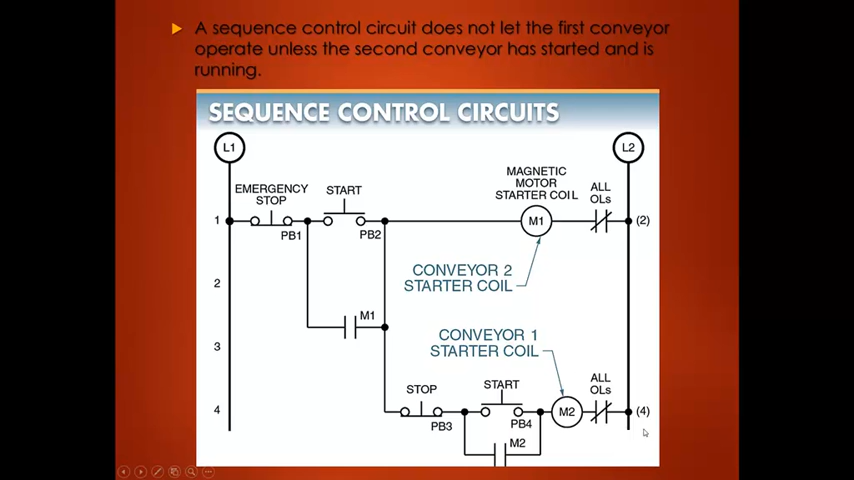 A sequence control circuit does not let the first conveyor
operate unless the second conveyor has started and is
running.
SEQUENCE CONTROL CIRCUITS
L1
L2
MAGNETIC
MOTOR
STARTER COIL
ALL
OLs
EMERGENCY
STOP
START
1
PB1
PB2
M1
(2)
CONVEYOR 2
STARTER COIL
2
M1
CONVEYOR 1
STARTER COIL
3
STOP
START
ALL
OLs
4
PB3
PB4
M2
(4)
M2